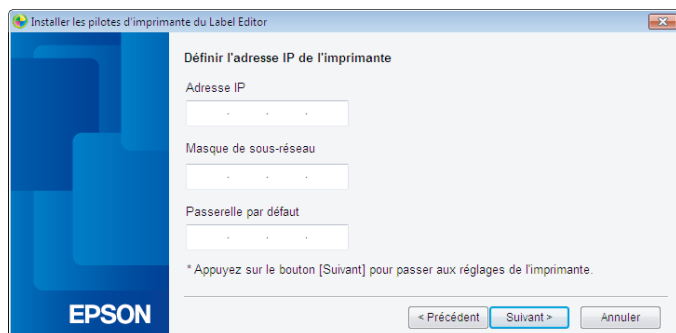 Installer les pilotes d'imprimante du Label Editor
Définir l'adresse IP de l'imprimante
Adresse IP
Masque de sous-réseau
Passerelle par défaut
* Appuyez sur le bouton [Suivant] pour passer aux réglages de l'imprimante.
EPSON
< Précédent Suivant > Annuler